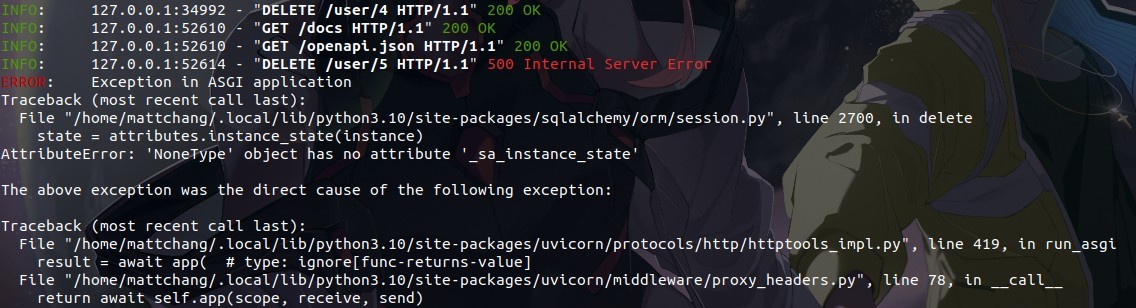 INFO:     127.0.0.1:34992 - "DELETE /user/4 HTTP/1.1" 200 OK
INFO:     127.0.0.1:52610 - "GET /docs HTTP/1.1" 200 OK
INFO:     127.0.0.1:52610 - "GET /openapi.json HTTP/1.1" 200 OK
INFO:     127.0.0.1:52614 - "DELETE /user/5 HTTP/1.1" 500 Internal Server Error
ERROR:    Exception in ASGI application
Traceback (most recent call last):
  File "/home/mattchang/.local/lib/python3.10/site-packages/sqlalchemy/orm/session.py", line 2700, in delete
    state = attributes.instance_state(instance)
AttributeError: 'NoneType' object has no attribute '_sa_instance_state'
The above exception was the direct cause of the following exception:
Traceback (most recent call last):
  File "/home/mattchang/.local/lib/python3.10/site-packages/uvicorn/protocols/http/httptools_impl.py", line 419, in run_asgi
    result = await app(  # type: ignore[func-returns-value]
  File "/home/mattchang/.local/lib/python3.10/site-packages/uvicorn/middleware/proxy_headers.py", line 78, in __call__
    return await self.app(scope, receive, send)